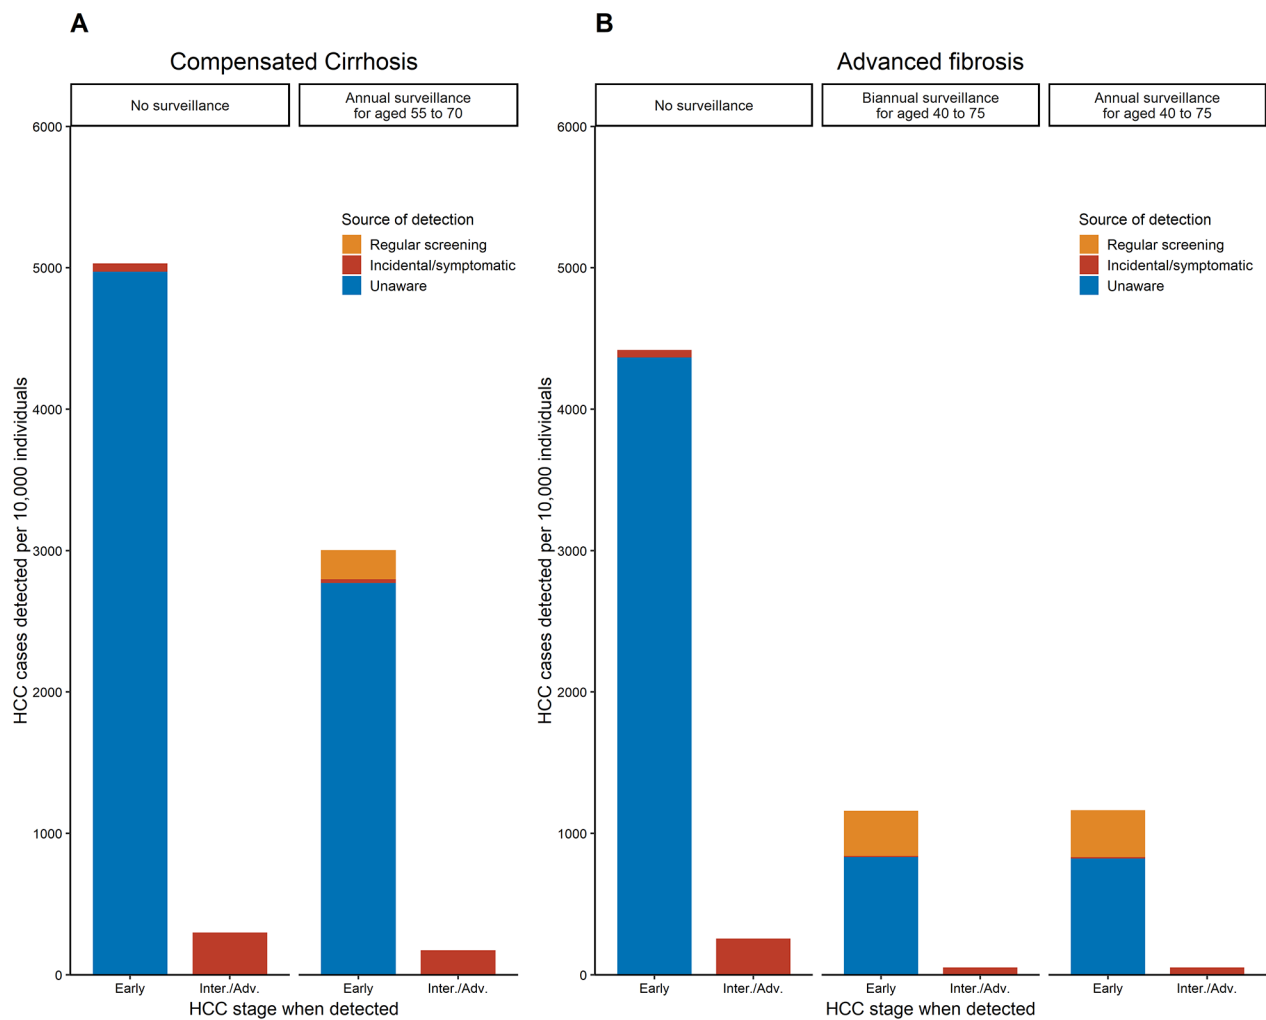 A
Compensated Cirrhosis
No surveillance
Annual surveillance
for aged 55 to 70
6000
5000
4000
3000
2000
1000
0
HCC cases detected per 10,000 individuals
Source of detection
Regular screening
Incidental/symptomatic
Unaware
Early
Inter./Adv.
Early
Inter./Adv.
HCC stage when detected
B
Advanced fibrosis
No surveillance
Biannual surveillance
for aged 40 to 75
Annual surveillance
for aged 40 to 75
6000
5000
4000
3000
2000
1000
0
HCC cases detected per 10,000 individuals
Source of detection
Regular screening
Incidental/symptomatic
Unaware
Early
Inter./Adv.
Early
Inter./Adv.
Early
Inter./Adv.
HCC stage when detected